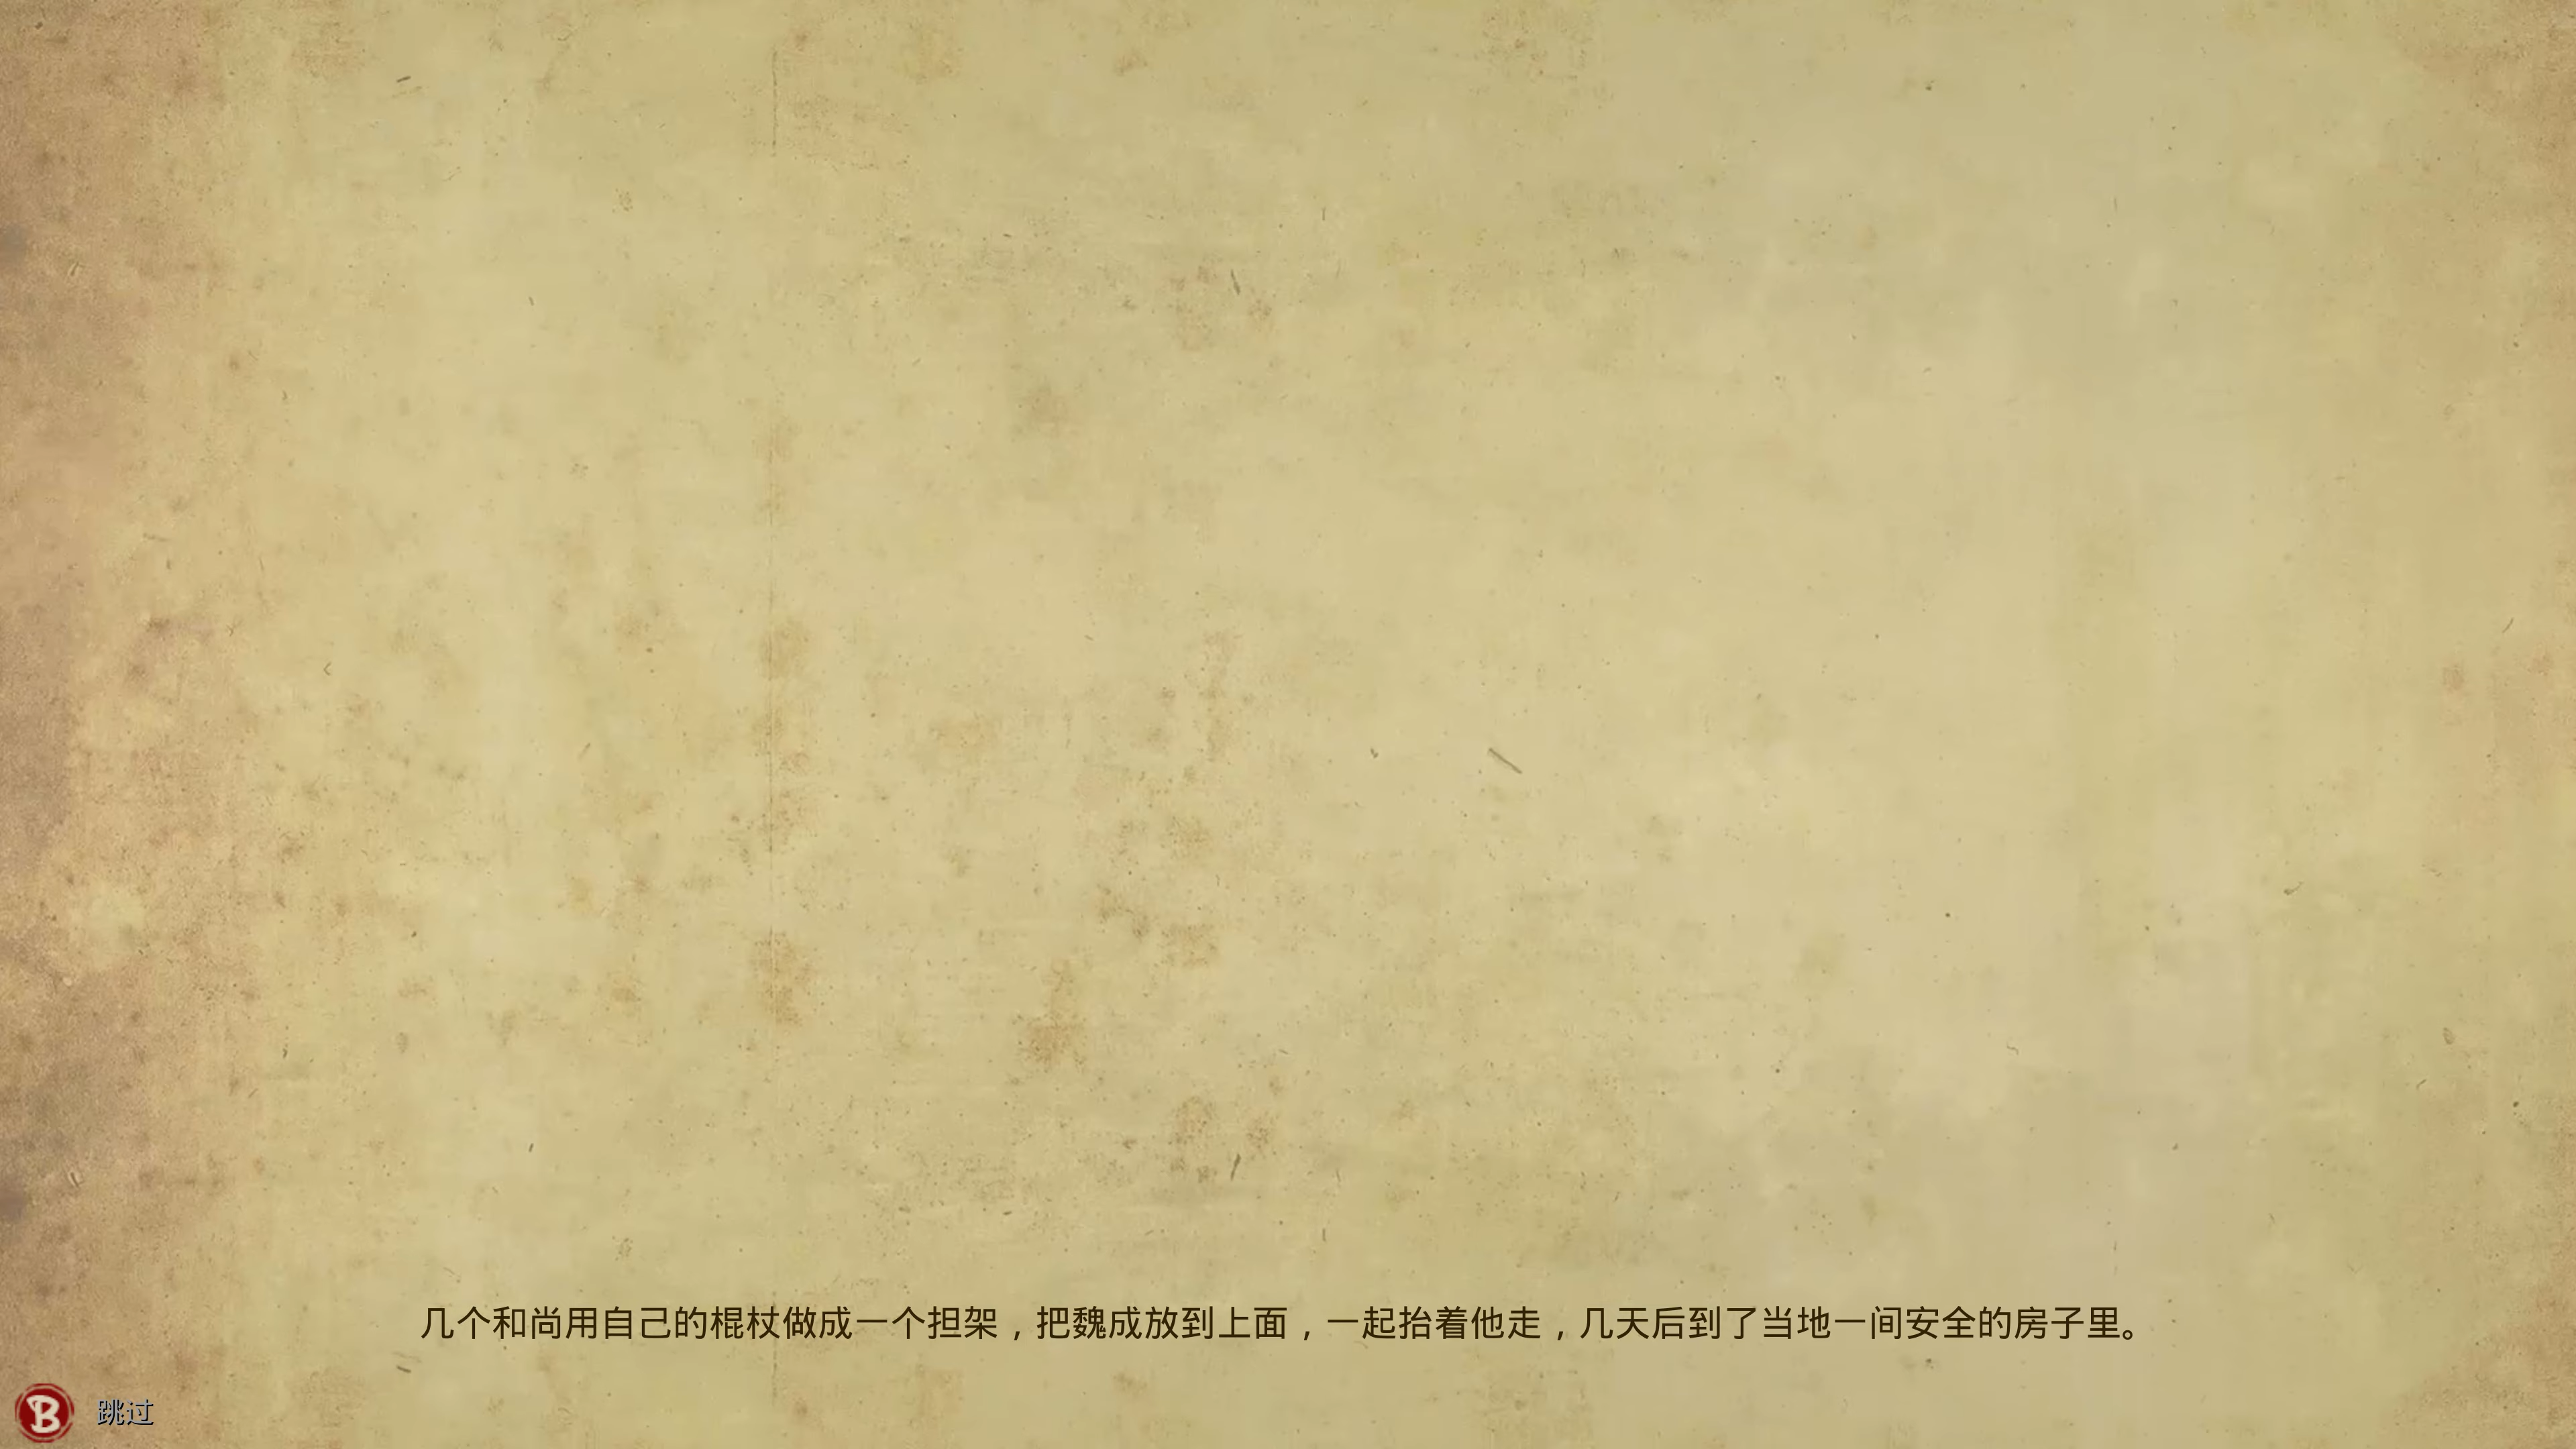 几个和尚用自己的棍杖做成一个担架，把魏成放到上面，一起抬着他走，几天后到了当地一间安全的房子里。
B 跳过